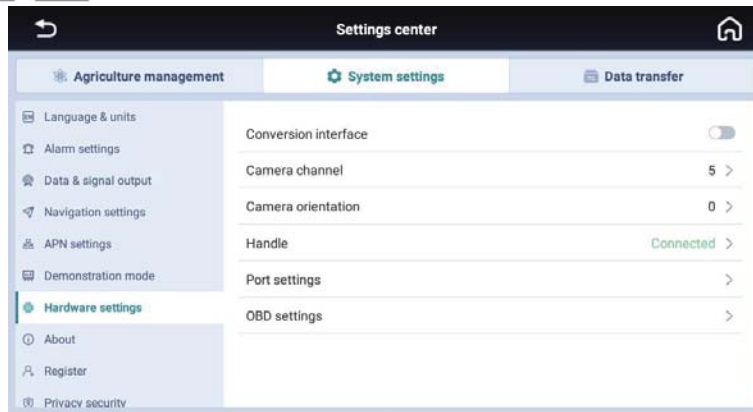 Settings center
Agriculture management
System settings
Data transfer
Language & units
Alarm settings
Data & signal output
Navigation settings
APN settings
Demonstration mode
Hardware settings
About
Register
Privacy security
Conversion interface
Camera channel 5 >
Camera orientation 0 >
Handle Connected >
Port settings >
OBD settings >